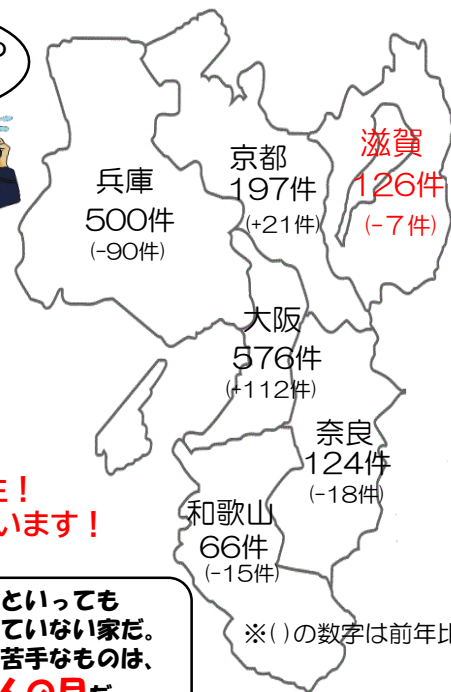 京都
197件
(+21件)
滋賀
126件
(-7件)
兵庫
500件
(-90件)
大阪
576件
(+112件)
奈良
124件
(-18件)
和歌山
66件
(-15件)
！
います！
といっても
ていない家だ。
苦手なものは、
の目だ
※( )の数字は前年比